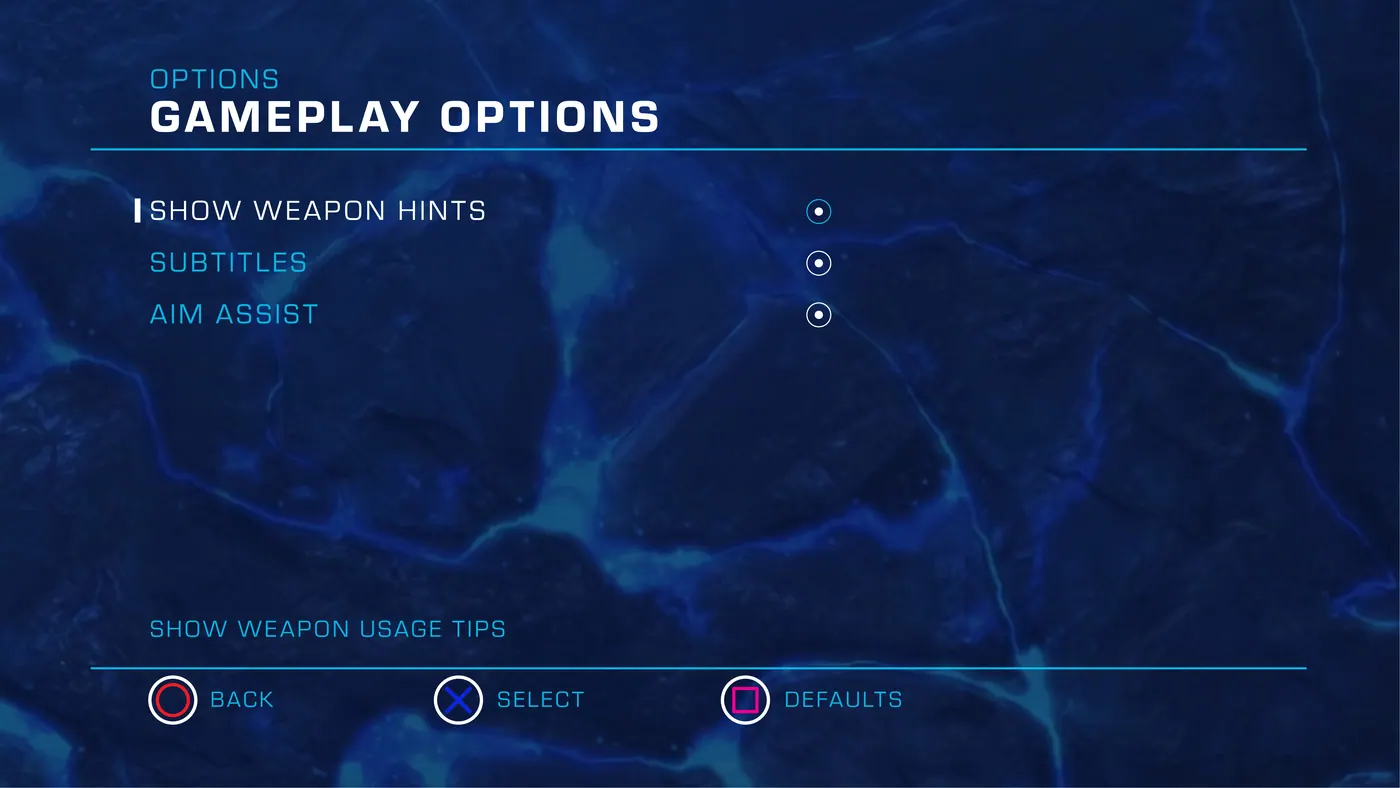 OPTIONS
GAMEPLAY OPTIONS
SHOW WEAPON HINTS
SUBTITLES
AIM ASSIST
SHOW WEAPON USAGE TIPS
BACK SELECT DEFAULTS